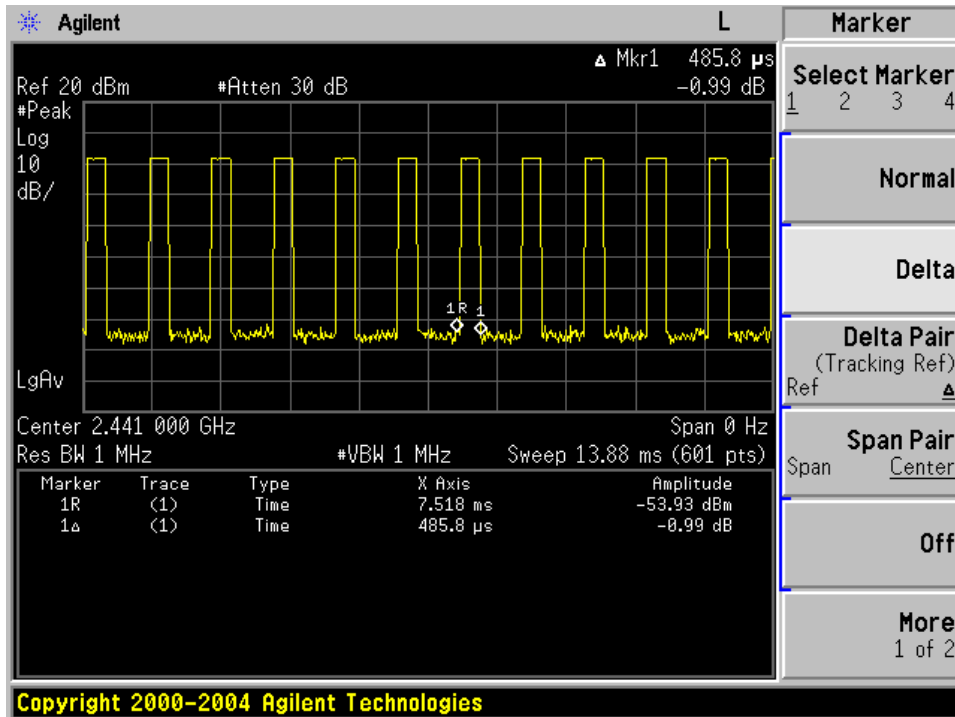 Agilent L Marker
Δ Mkr1 485.8 µs
Ref 20 dBm #Atten 30 dB -0.99 dB
#Peak
Log
10
dB/
1R 1
LgAv
Center 2.441 000 GHz Span 0 Hz
Res BW 1 MHz #VBW 1 MHz Sweep 13.88 ms (601 pts)
Marker Trace Type X Axis Amplitude
1R (1) Time 7.518 ms -53.93 dBm
1Δ (1) Time 485.8 µs -0.99 dB
Select Marker
1 2 3 4
Normal
Delta
Delta Pair
(Tracking Ref)
Ref Δ
Span Pair
Span Center
Off
More
1 of 2
Copyright 2000-2004 Agilent Technologies